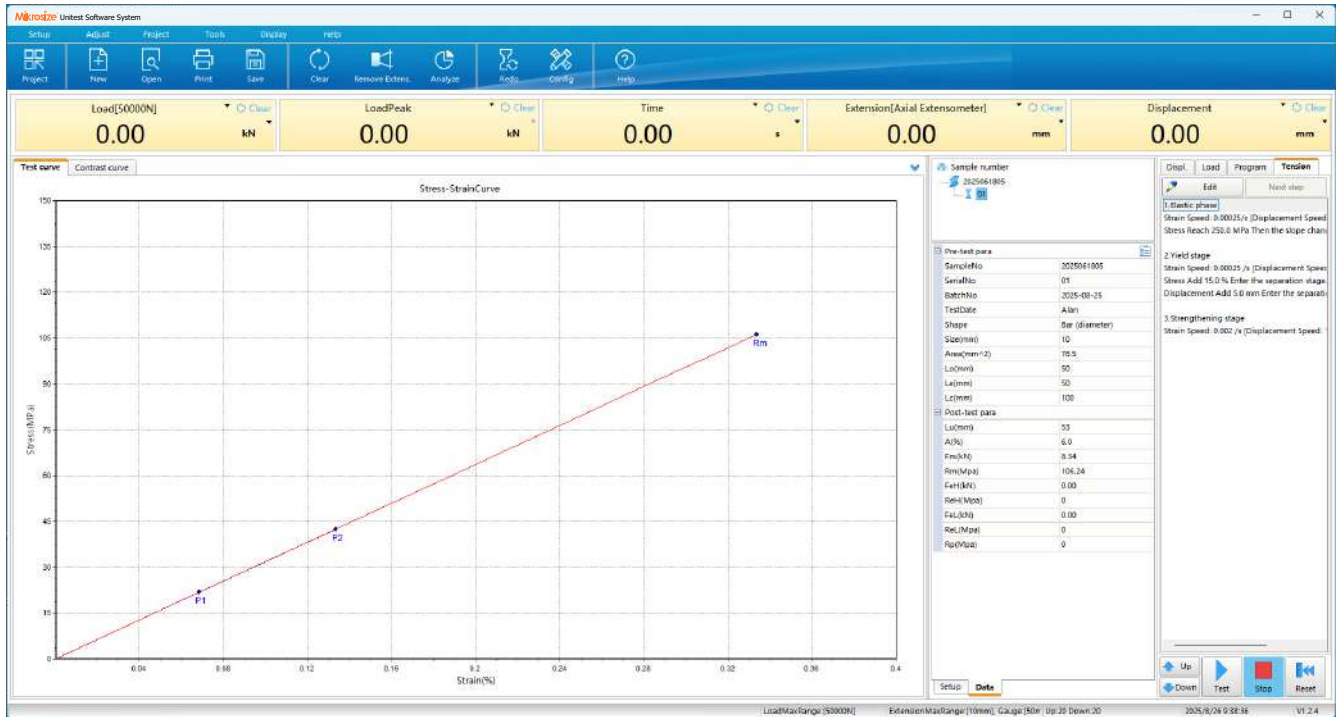 Mikrosize Unitest Software System
Setup Adjust Project Tools Display Help
Project New Open Print Save Clear Remove Extens. Analyze Redo Config Help
Load[50000N] Clear LoadPeak Clear Time Clear Extension[Axial Extensometer] Clear Displacement Clear
0.00 kN 0.00 kN 0.00 s 0.00 mm 0.00 mm
Test curve Contrast curve
Stress-StrainCurve
150
135
120
105
90
75
60
45
30
15
0
Stress(MPa)
Rm
P2
P1
0.04 0.08 0.12 0.16 0.2 0.24 0.28 0.32 0.36 0.4
Strain(%)
Sample number
2025061805
01
Pre-test para
SampleNo 2025061805
SerialNo 01
BatchNo 2025-08-25
TestDate Alan
Shape Bar (diameter)
Size(mm) 10
Area(mm^2) 78.5
Lo(mm) 50
Le(mm) 50
Lc(mm) 100
Post-test para
Lu(mm) 53
A(%) 6.0
Fm(kN) 8.34
Rm(Mpa) 106.24
FeH(kN) 0.00
ReH(Mpa) 0
FeL(kN) 0.00
ReL(Mpa) 0
Rp(Mpa) 0
Setup Data
Displ. Load Program Tension
Edit Next step
1.Elastic phase
Strain Speed: 0.00025/s [Displacement Speed
Stress Reach 250.0 MPa Then the slope chan
2.Yield stage
Strain Speed: 0.00025 /s [Displacement Speed
Stress Add 15.0 % Enter the separation stage
Displacement Add 5.0 mm Enter the separati
3.Strengthening stage
Strain Speed: 0.002 /s [Displacement Speed:
Up
Down Test Stop Reset
LoadMaxRange:[50000N] ExtensionMaxRange:[10mm], Gauge:[50m Up:20 Down:20 2025/8/26 9:38:36 V1.2.4